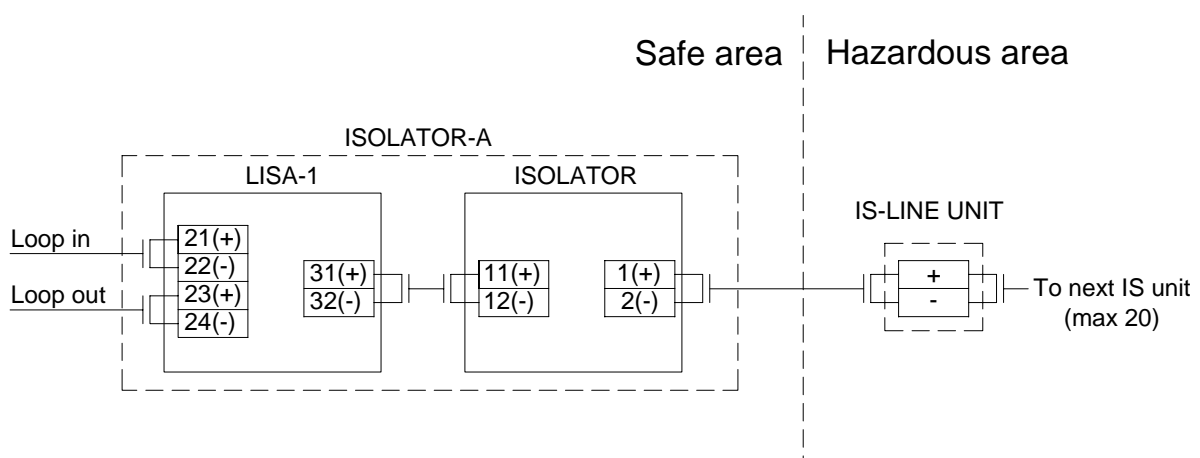 Safe area
Hazardous area
ISOLATOR-A
LISA-1
ISOLATOR
IS-LINE UNIT
Loop in
21(+)
22(-)
Loop out
23(+)
24(-)
31(+)
32(-)
11(+)
12(-)
1(+)
2(-)
+
-
To next IS unit
(max 20)